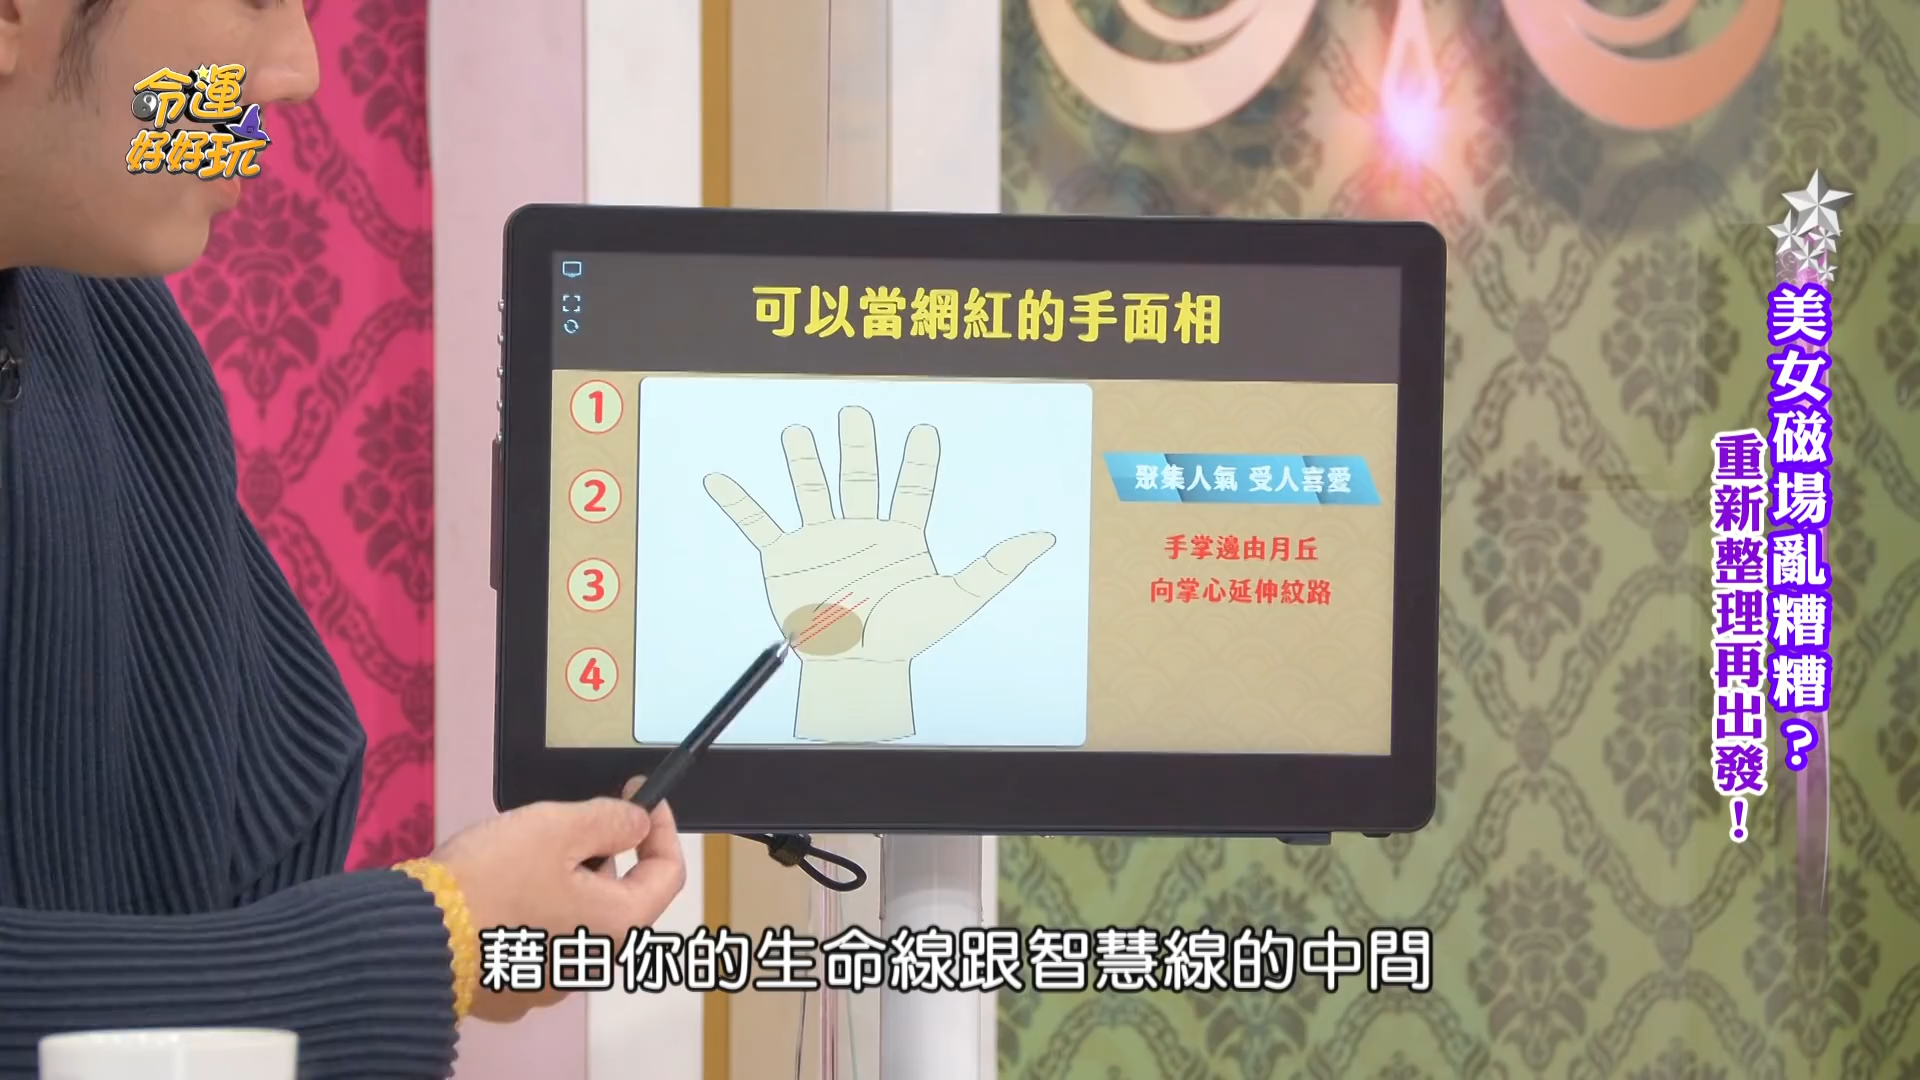 命運
好好玩
可以當網紅的手面相
1
2
3
4
聚集人氣 受人喜愛
手掌邊由月丘
向掌心延伸紋路
美女磁場亂糟糟?
重新整理再出發!
藉由你的生命線跟智慧線的中間